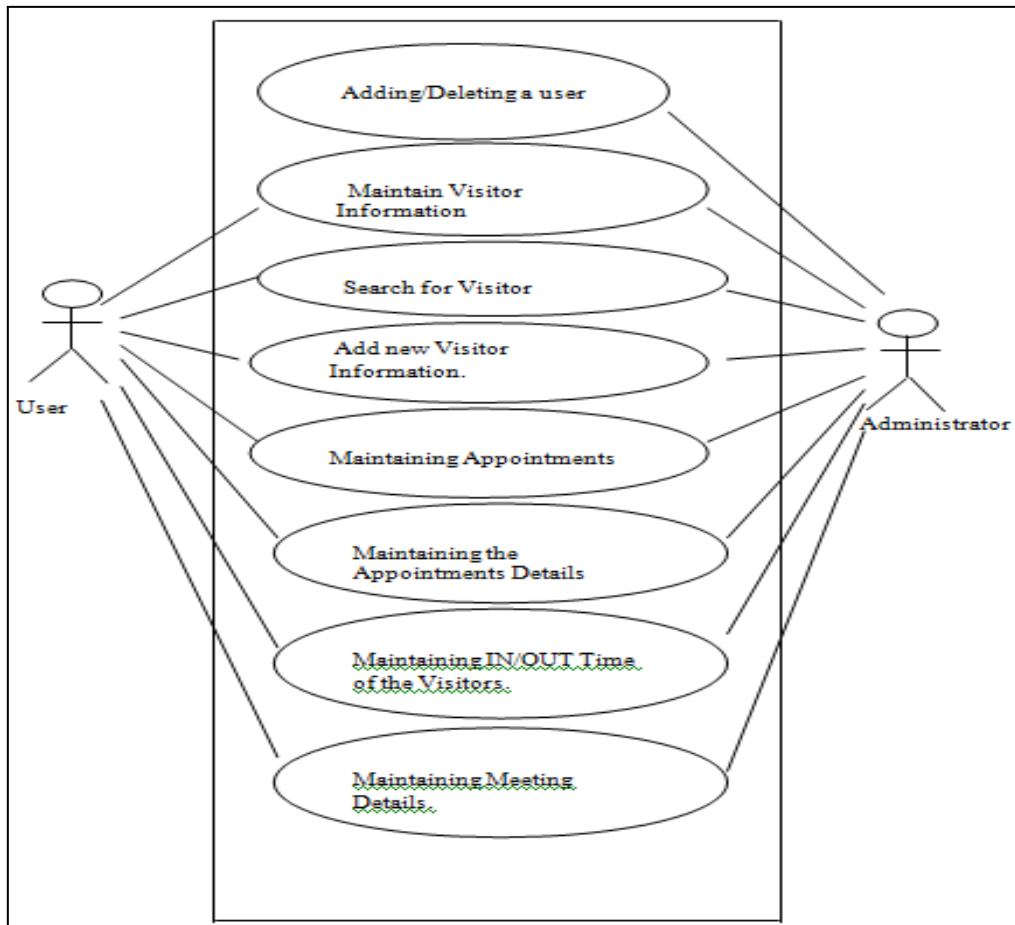 Adding/Deleting a user
Maintain Visitor
Information
Search for Visitor
Add new Visitor
Information.
User
Administrator
Maintaining Appointments
Maintaining the
Appointments Details
Maintaining IN/OUT Time
of the Visitors.
Maintaining Meeting
Details.